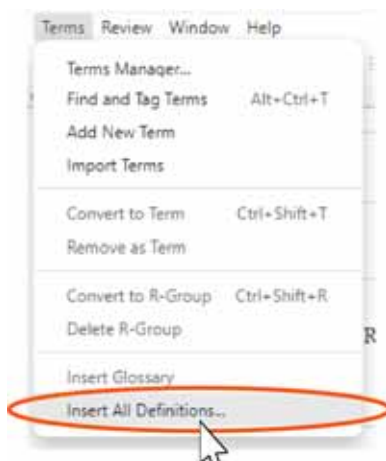 Terms Review Window Help
Terms Manager...
Find and Tag Terms Alt+Ctrl+T
Add New Term
Import Terms
Convert to Term Ctrl+Shift+T
Remove as Term
Convert to R-Group Ctrl+Shift+R
Delete R-Group
R
Insert Glossary
Insert All Definitions...